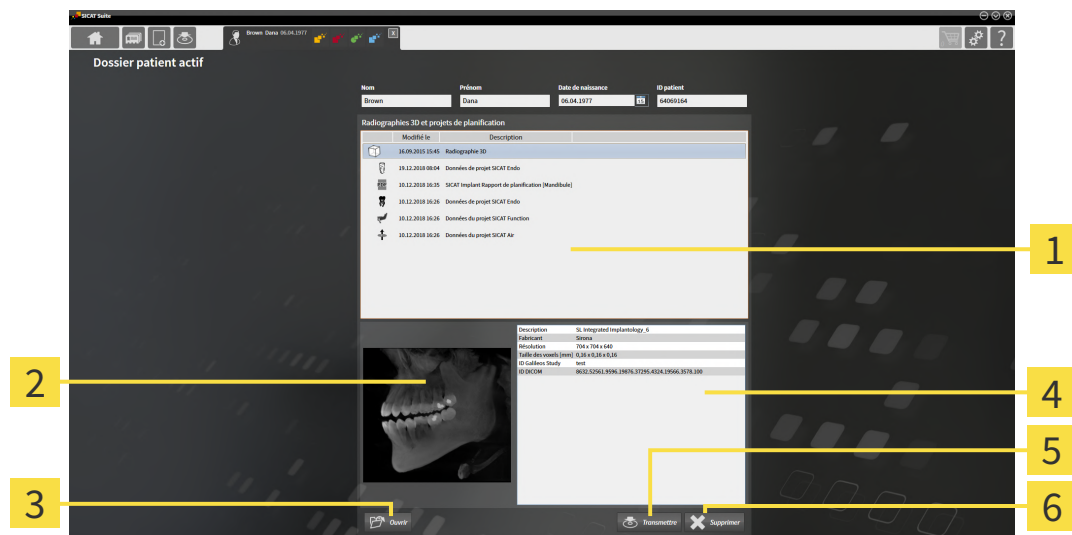 SICAT Suite
Brown Dana 06.04.1977 x
?
Dossier patient actif
Nom Prénom Date de naissance ID patient
Brown Dana 06.04.1977 15 64069164
Radiographies 3D et projets de planification
Modifié le Description
16.09.2015 15:45 Radiographie 3D
19.12.2018 08:04 Données de projet SICAT Endo
PDF 10.12.2018 16:35 SICAT Implant Rapport de planification [Mandibule]
10.12.2018 16:26 Données de projet SICAT Endo
10.12.2018 16:26 Données du projet SICAT Function
10.12.2018 16:26 Données du projet SICAT Air
1
Description SL Integrated Implantology_6
Fabricant Sirona
Résolution 704 x 704 x 640
Taille des voxels [mm] 0,16 x 0,16 x 0,16
ID Galileos Study test
ID DICOM 8632.52561.9596.19876.37295.4324.19566.3578.100
2
4
5
3
6
Ouvrir Transmettre Supprimer